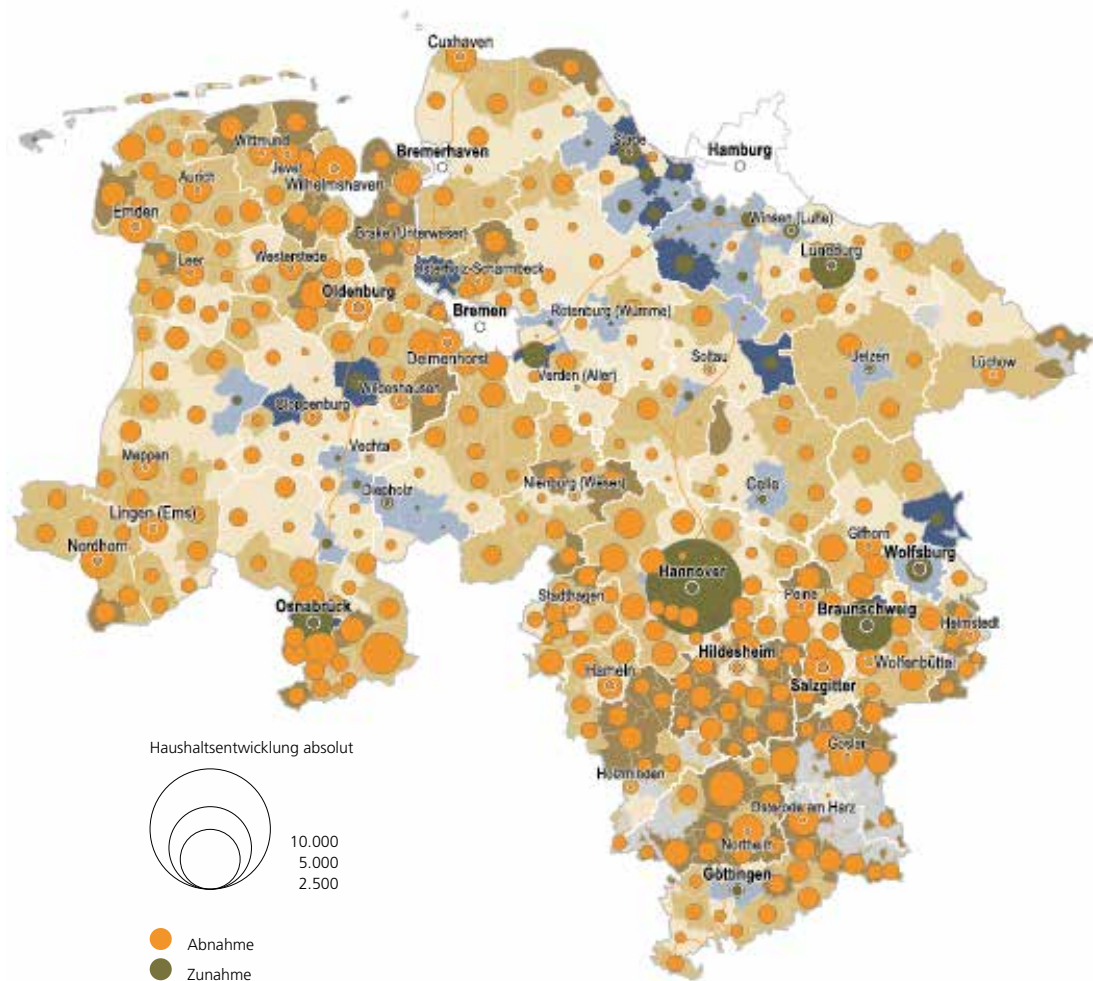 Cuxhaven
Wittmund
Jever
Wilhelmshaven
Bremerhaven
Stade
Hamburg
Aurich
Emden
Brake (Unterweser)
Winsen (Luhe)
Leer
Westerstede
Osterholz-Scharmbeck
Lüneburg
Oldenburg
Bremen
Rotenburg (Wümme)
Delmenhorst
Verden (Aller)
Soltau
Uelzen
Lüchow
Wildeshausen
Cloppenburg
Vechta
Meppen
Diepholz
Nienburg (Weser)
Celle
Lingen (Ems)
Nordhorn
Gifhorn
Wolfsburg
Hannover
Stadthagen
Peine
Osnabrück
Braunschweig
Helmstedt
Hildesheim
Hameln
Salzgitter
Wolfenbüttel
Goslar
Holzminden
Osterode am Harz
Northeim
Göttingen
Haushaltsentwicklung absolut
10.000
5.000
2.500
Abnahme
Zunahme